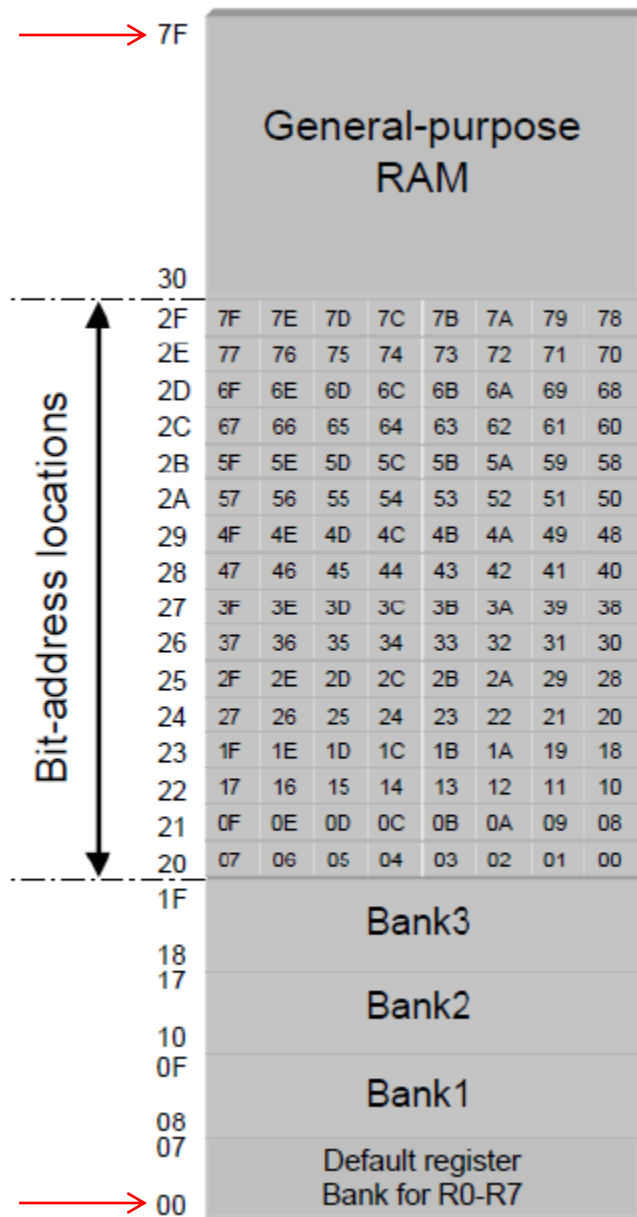 7F
General-purpose
RAM
30
Bit-address locations
2F 7F 7E 7D 7C 7B 7A 79 78
2E 77 76 75 74 73 72 71 70
2D 6F 6E 6D 6C 6B 6A 69 68
2C 67 66 65 64 63 62 61 60
2B 5F 5E 5D 5C 5B 5A 59 58
2A 57 56 55 54 53 52 51 50
29 4F 4E 4D 4C 4B 4A 49 48
28 47 46 45 44 43 42 41 40
27 3F 3E 3D 3C 3B 3A 39 38
26 37 36 35 34 33 32 31 30
25 2F 2E 2D 2C 2B 2A 29 28
24 27 26 25 24 23 22 21 20
23 1F 1E 1D 1C 1B 1A 19 18
22 17 16 15 14 13 12 11 10
21 0F 0E 0D 0C 0B 0A 09 08
20 07 06 05 04 03 02 01 00
1F
Bank3
18
17
Bank2
10
0F
Bank1
08
07
Default register
Bank for R0-R7
00